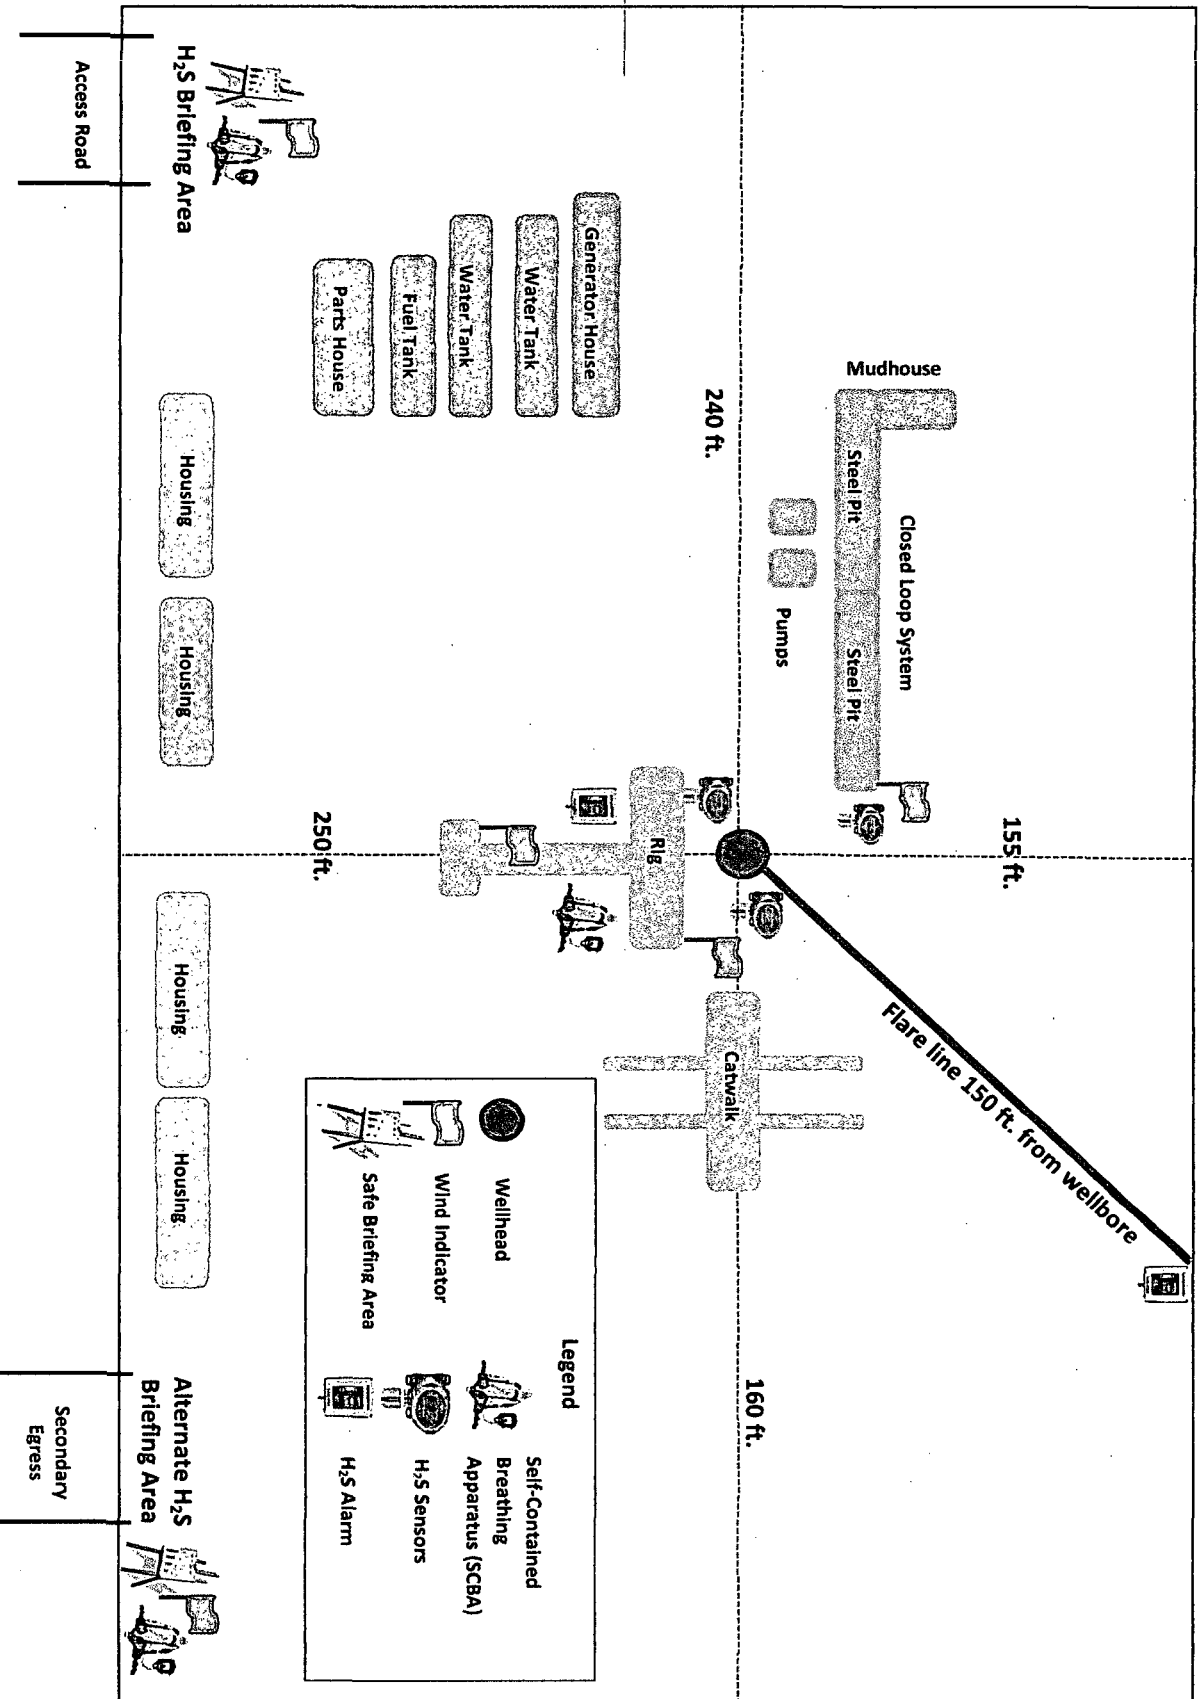 Access Road
H₂S Briefing Area
Mudhouse
Closed Loop System
Steel Pit
Steel Pit
Pumps
Generator House
Water Tank
Water Tank
Fuel Tank
Parts House
240 ft.
155 ft.
250 ft.
160 ft.
Rig
Catwalk
Flare line 150 ft. from wellbore
Housing
Housing
Housing
Housing
Legend
Wellhead
Wind Indicator
Safe Briefing Area
Self-Contained
Breathing
Apparatus (SCBA)
H₂S Sensors
H₂S Alarm
Alternate H₂S
Briefing Area
Secondary
Egress